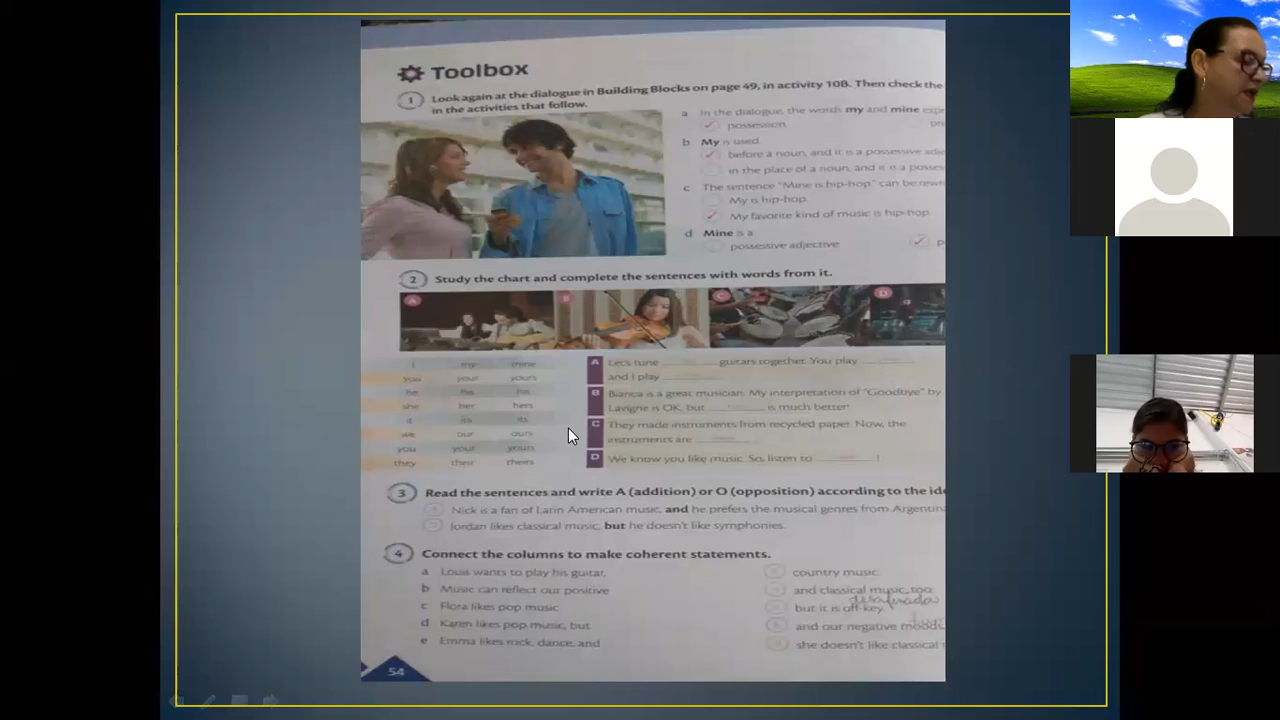 Toolbox
1 Look again at the dialogue in Building Blocks on page 49, in activity 10B. Then check the
in the activities that follow.
a In the dialogue, the words my and mine
possession.
b My is used
before a noun, and it is a possessive
in the place of a noun, and it is a
c The sentence "Mine is hip-hop" can be
My is hip-hop.
My favorite kind of music is hip-hop.
d Mine is a
possessive adjective
2 Study the chart and complete the sentences with words from it.
A
B
C
D
I my mine
you your yours
he his his
she her hers
it its its
we our ours
you your yours
they their theirs
A Let's tune guitars together. You play
and I play
B Bianca is a great musician. My interpretation of "Goodbye" by
Lavigne is OK, but is much better!
C They made instruments from recycled paper. Now, the
instruments are
D We know you like music. So, listen to !
3 Read the sentences and write A (addition) or O (opposition) according to the
Nick is a fan of Latin American music, and he prefers the musical genres from
Jordan likes classical music, but he doesn't like symphonies.
4 Connect the columns to make coherent statements.
a Louis wants to play his guitar,
b Music can reflect our positive
c Flora likes pop music
d Karen likes pop music, but
e Emma likes rock, dance, and
country music.
and classical music, too.
desafinado
but it is off-key.
and our negative moods.
she doesn't like classical
54